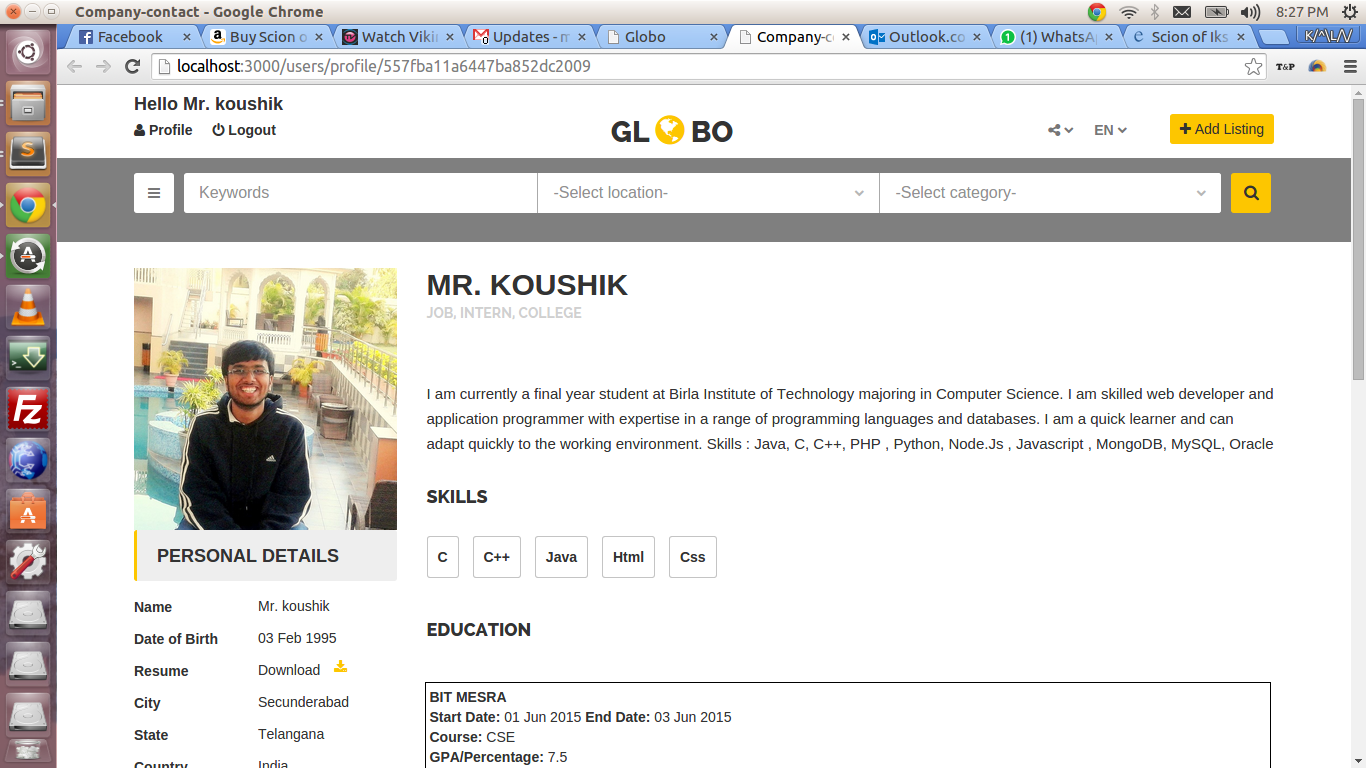 Company-contact - Google Chrome
8:27 PM
Facebook
Buy Scion o
Watch Viki
Updates - m
Globo
Company-c
Outlook.co
(1) WhatsA
Scion of Iks
K/^\L/\/
localhost:3000/users/profile/557fba11a6447ba852dc2009
T&P
Hello Mr. koushik
Profile Logout
GL BO
EN
Add Listing
Keywords
-Select location-
-Select category-
MR. KOUSHIK
JOB, INTERN, COLLEGE
I am currently a final year student at Birla Institute of Technology majoring in Computer Science. I am skilled web developer and
application programmer with expertise in a range of programming languages and databases. I am a quick learner and can
adapt quickly to the working environment. Skills : Java, C, C++, PHP , Python, Node.Js , Javascript , MongoDB, MySQL, Oracle
SKILLS
C C++ Java Html Css
EDUCATION
BIT MESRA
Start Date: 01 Jun 2015 End Date: 03 Jun 2015
Course: CSE
GPA/Percentage: 7.5
PERSONAL DETAILS
Name Mr. koushik
Date of Birth 03 Feb 1995
Resume Download
City Secunderabad
State Telangana
Country India